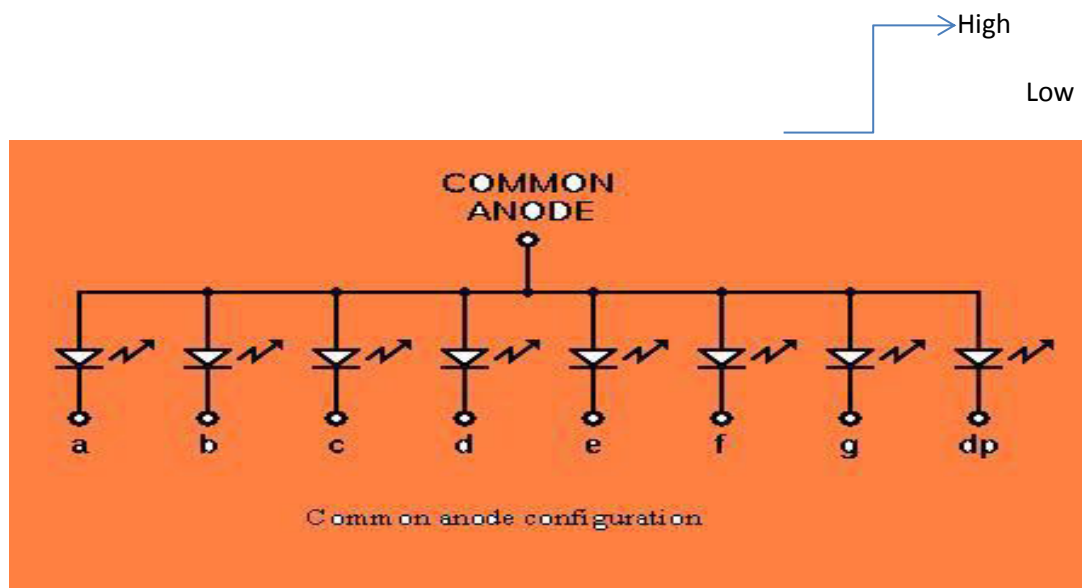 High
Low
COMMON
ANODE
a b c d e f g dp
Common anode configuration